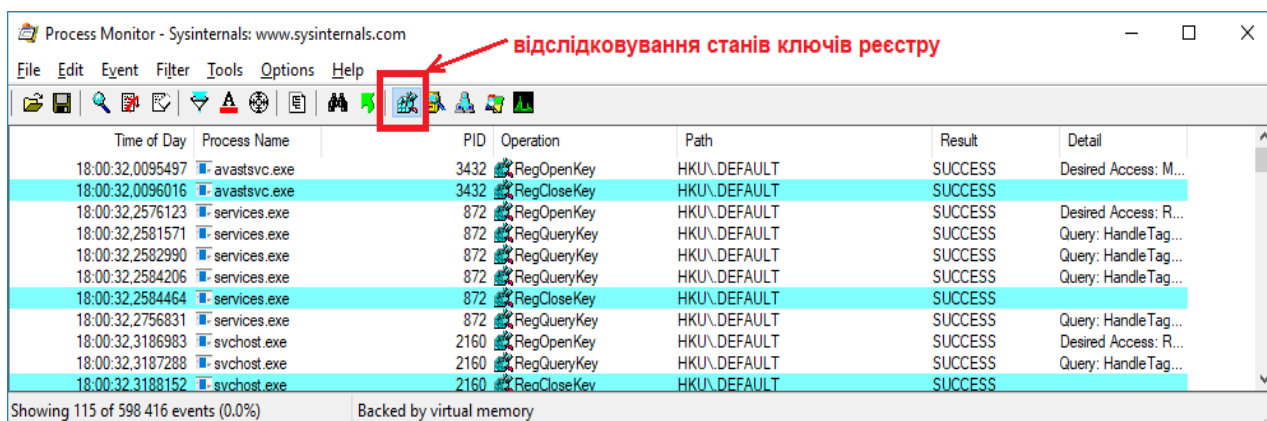 Process Monitor - Sysinternals: www.sysinternals.com
відслідковування станів ключів реєстру
File Edit Event Filter Tools Options Help
Time of Day Process Name PID Operation Path Result Detail
18:00:32,0095497 avastsvc.exe 3432 RegOpenKey HKU\.DEFAULT SUCCESS Desired Access: M...
18:00:32,0096016 avastsvc.exe 3432 RegCloseKey HKU\.DEFAULT SUCCESS
18:00:32,2576123 services.exe 872 RegOpenKey HKU\.DEFAULT SUCCESS Desired Access: R...
18:00:32,2581571 services.exe 872 RegQueryKey HKU\.DEFAULT SUCCESS Query: HandleTag...
18:00:32,2582990 services.exe 872 RegQueryKey HKU\.DEFAULT SUCCESS Query: HandleTag...
18:00:32,2584206 services.exe 872 RegQueryKey HKU\.DEFAULT SUCCESS Query: HandleTag...
18:00:32,2584464 services.exe 872 RegCloseKey HKU\.DEFAULT SUCCESS
18:00:32,2756831 services.exe 872 RegQueryKey HKU\.DEFAULT SUCCESS Query: HandleTag...
18:00:32,3186983 svchost.exe 2160 RegOpenKey HKU\.DEFAULT SUCCESS Desired Access: R...
18:00:32,3187288 svchost.exe 2160 RegQueryKey HKU\.DEFAULT SUCCESS Query: HandleTag...
18:00:32,3188152 svchost.exe 2160 RegCloseKey HKU\.DEFAULT SUCCESS
Showing 115 of 598 416 events (0.0%) Backed by virtual memory